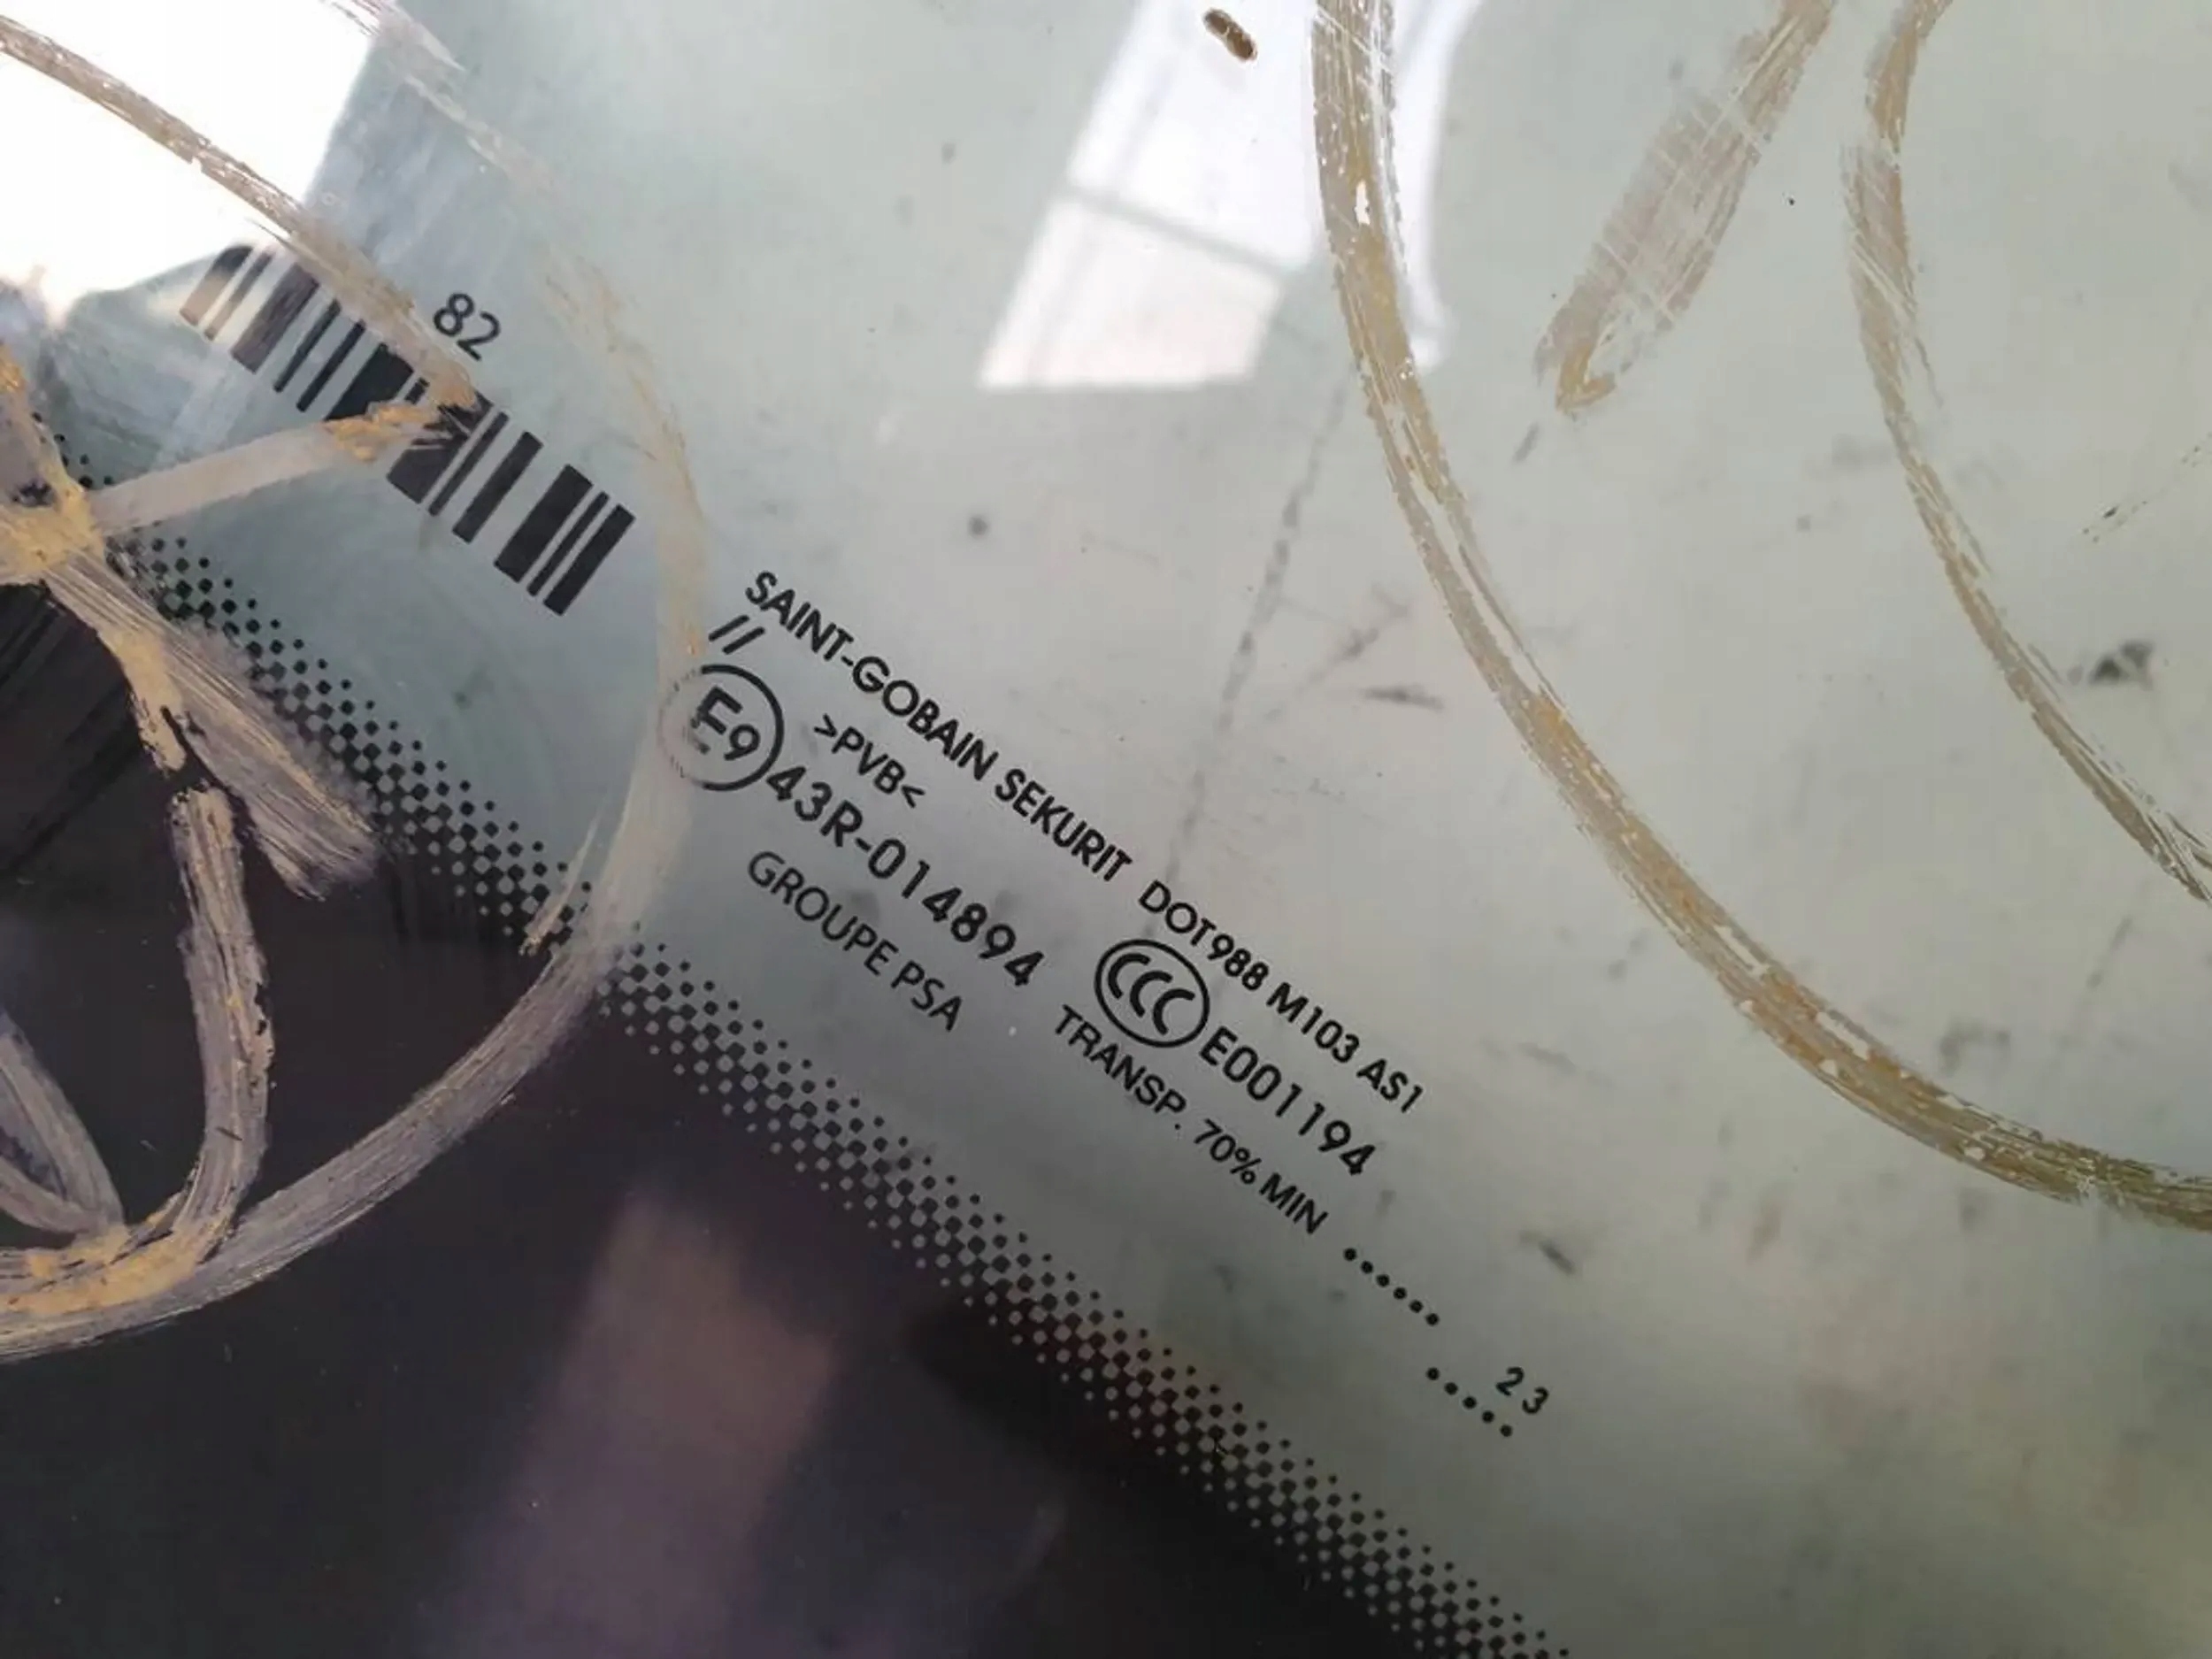 82
SAINT-GOBAIN SEKURIT DOT988 M103 AS1
//
>PVB<
E9 43R-014894 CCC E001194
GROUPE PSA TRANSP. 70% MIN ......
..... 23